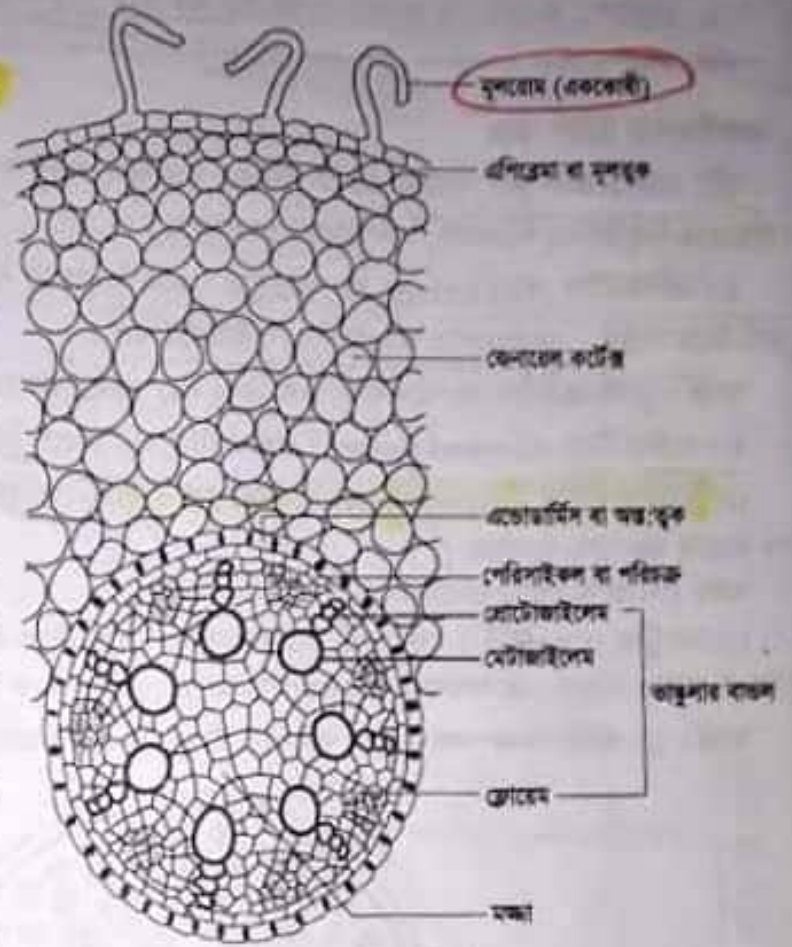 মূলরোম (এককোষী)
এপিব্লেমা বা মূলত্বক
জেনারেল কর্টেক্স
এন্ডোডার্মিস বা অন্ত:ত্বক
পেরিসাইকল বা পরিচক্র
প্রোটোজাইলেম
মেটাজাইলেম
ভাস্কুলার বান্ডল
ফ্লোয়েম
মজ্জা